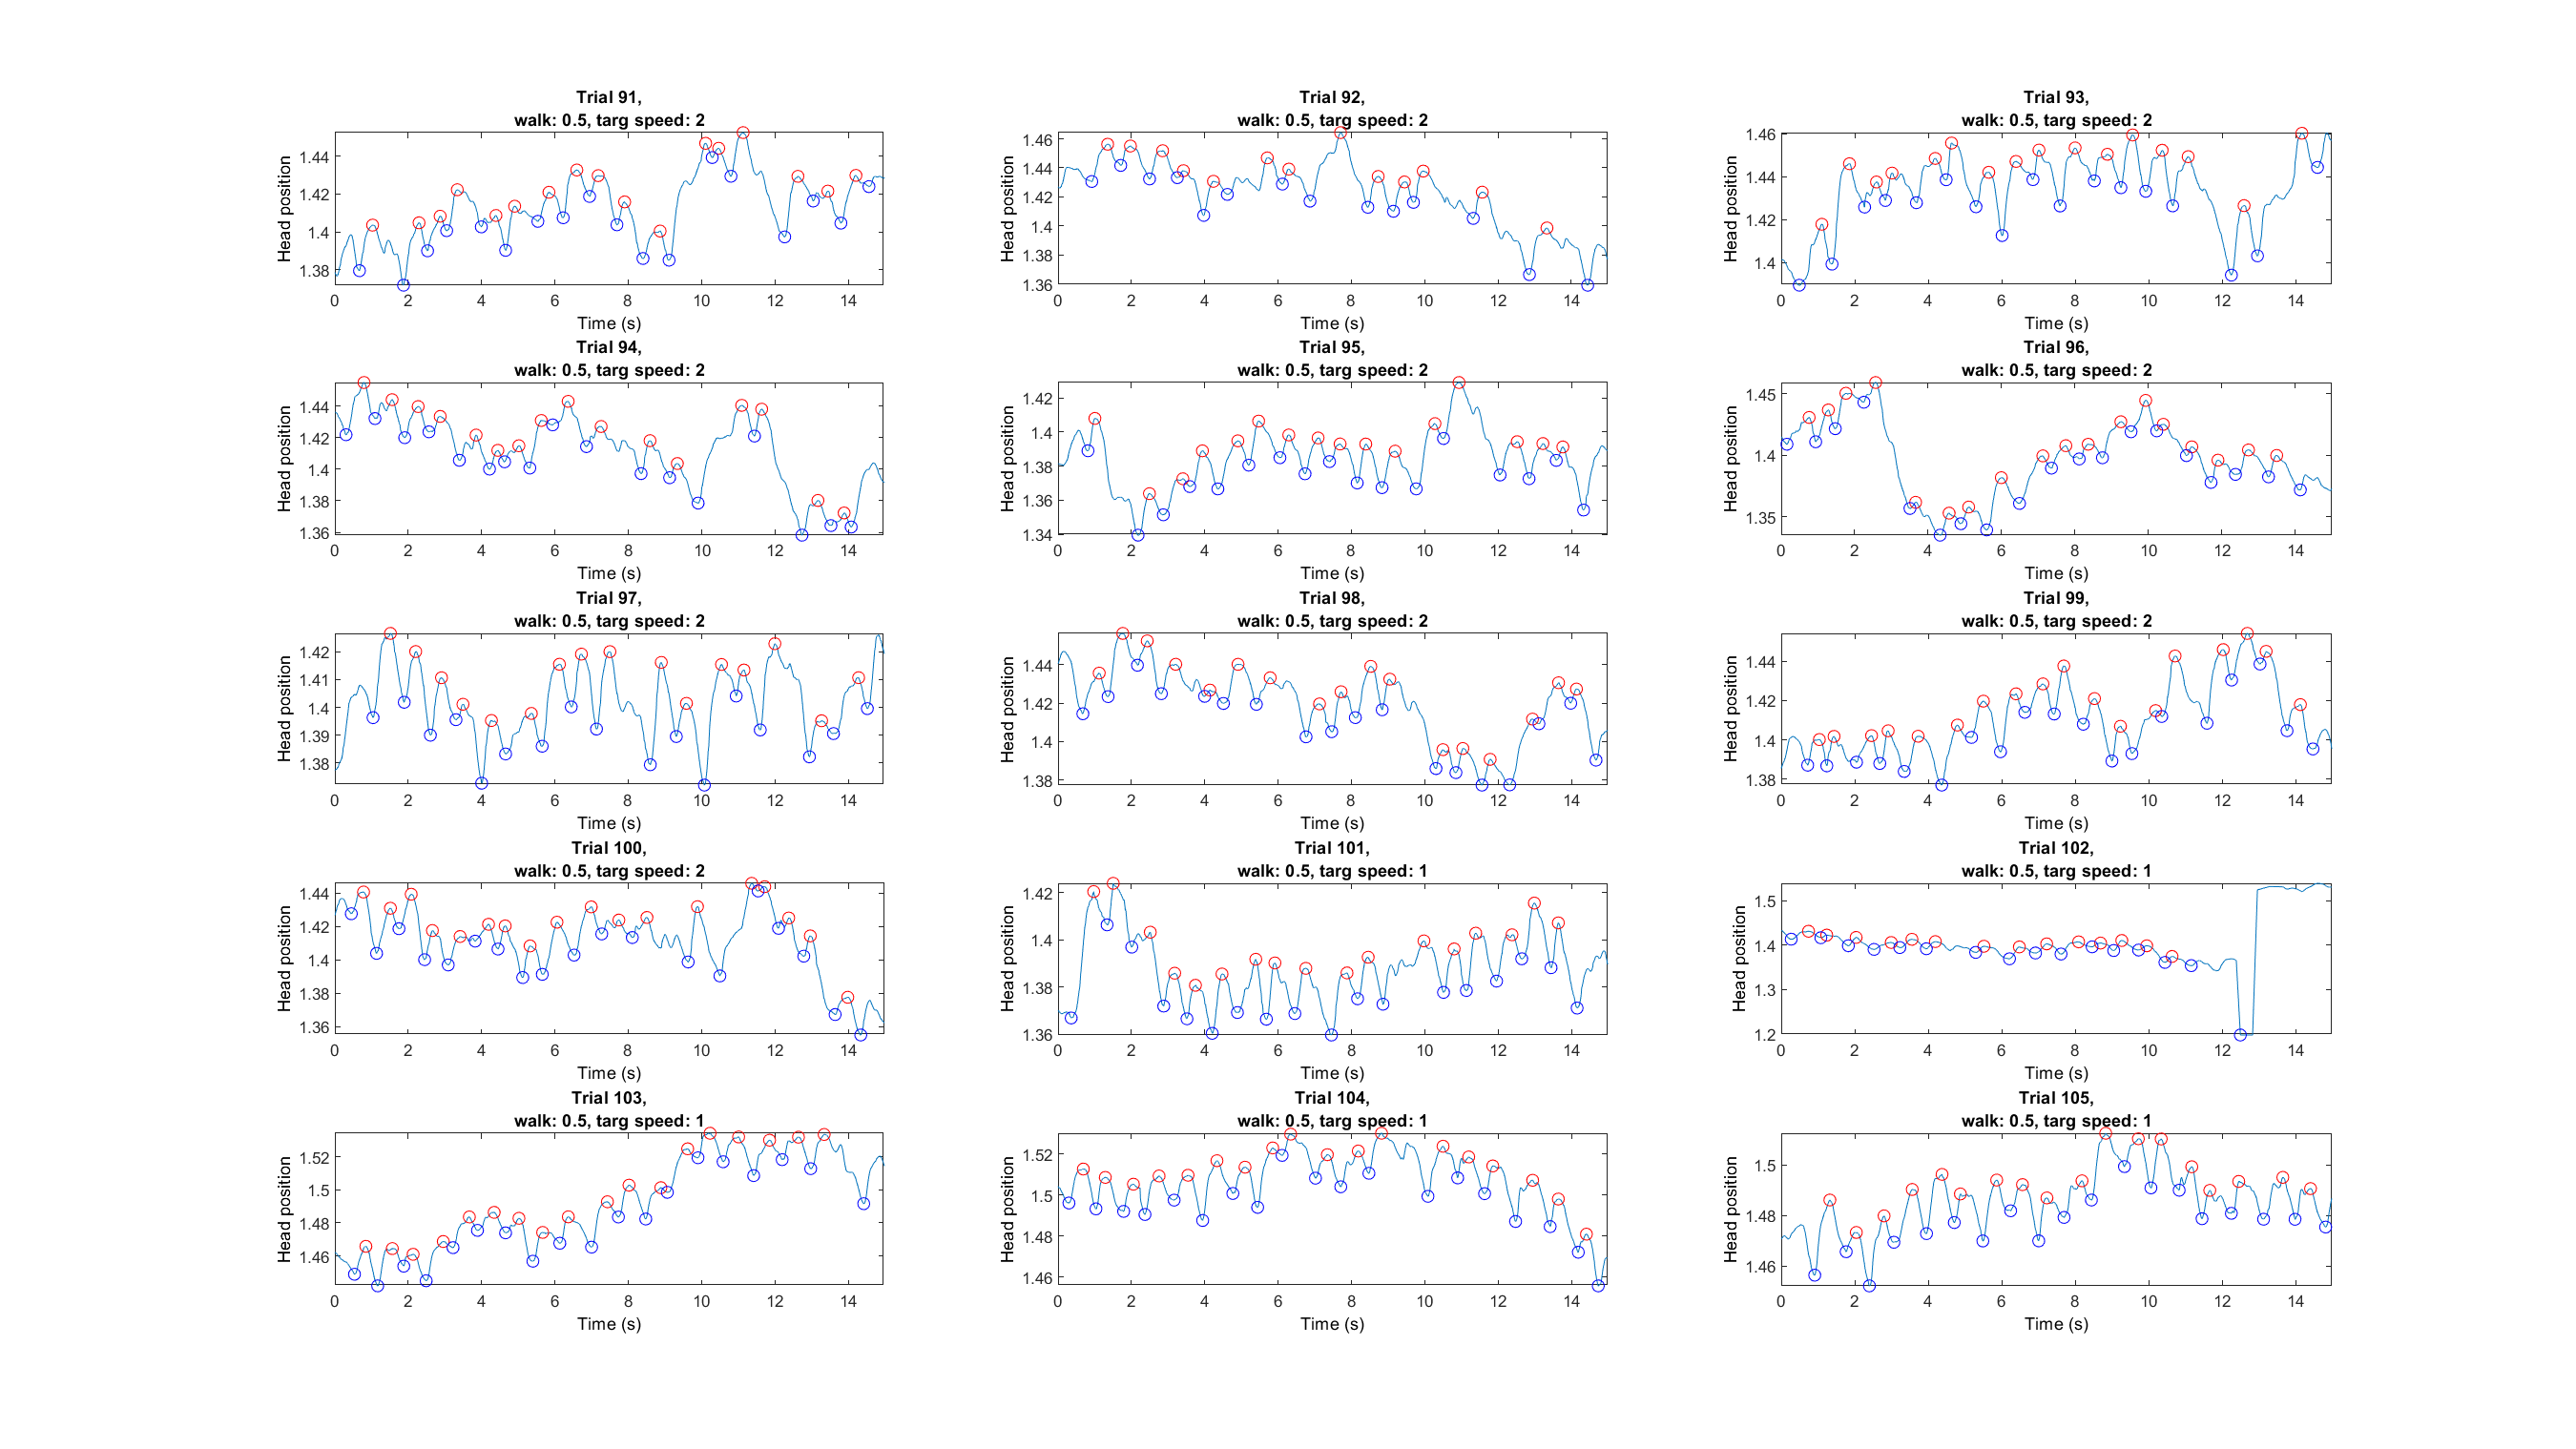 Trial 91,
walk: 0.5, targ speed: 2
Head position
1.44
1.42
1.4
1.38
0 2 4 6 8 10 12 14
Time (s)
Trial 92,
walk: 0.5, targ speed: 2
Head position
1.46
1.44
1.42
1.4
1.38
1.36
0 2 4 6 8 10 12 14
Time (s)
Trial 93,
walk: 0.5, targ speed: 2
Head position
1.46
1.44
1.42
1.4
0 2 4 6 8 10 12 14
Time (s)
Trial 94,
walk: 0.5, targ speed: 2
Head position
1.44
1.42
1.4
1.38
1.36
0 2 4 6 8 10 12 14
Time (s)
Trial 95,
walk: 0.5, targ speed: 2
Head position
1.42
1.4
1.38
1.36
1.34
0 2 4 6 8 10 12 14
Time (s)
Trial 96,
walk: 0.5, targ speed: 2
Head position
1.45
1.4
1.35
0 2 4 6 8 10 12 14
Time (s)
Trial 97,
walk: 0.5, targ speed: 2
Head position
1.42
1.41
1.4
1.39
1.38
0 2 4 6 8 10 12 14
Time (s)
Trial 98,
walk: 0.5, targ speed: 2
Head position
1.44
1.42
1.4
1.38
0 2 4 6 8 10 12 14
Time (s)
Trial 99,
walk: 0.5, targ speed: 2
Head position
1.44
1.42
1.4
1.38
0 2 4 6 8 10 12 14
Time (s)
Trial 100,
walk: 0.5, targ speed: 2
Head position
1.44
1.42
1.4
1.38
1.36
0 2 4 6 8 10 12 14
Time (s)
Trial 101,
walk: 0.5, targ speed: 1
Head position
1.42
1.4
1.38
1.36
0 2 4 6 8 10 12 14
Time (s)
Trial 102,
walk: 0.5, targ speed: 1
Head position
1.5
1.4
1.3
1.2
0 2 4 6 8 10 12 14
Time (s)
Trial 103,
walk: 0.5, targ speed: 1
Head position
1.52
1.5
1.48
1.46
0 2 4 6 8 10 12 14
Time (s)
Trial 104,
walk: 0.5, targ speed: 1
Head position
1.52
1.5
1.48
1.46
0 2 4 6 8 10 12 14
Time (s)
Trial 105,
walk: 0.5, targ speed: 1
Head position
1.5
1.48
1.46
0 2 4 6 8 10 12 14
Time (s)